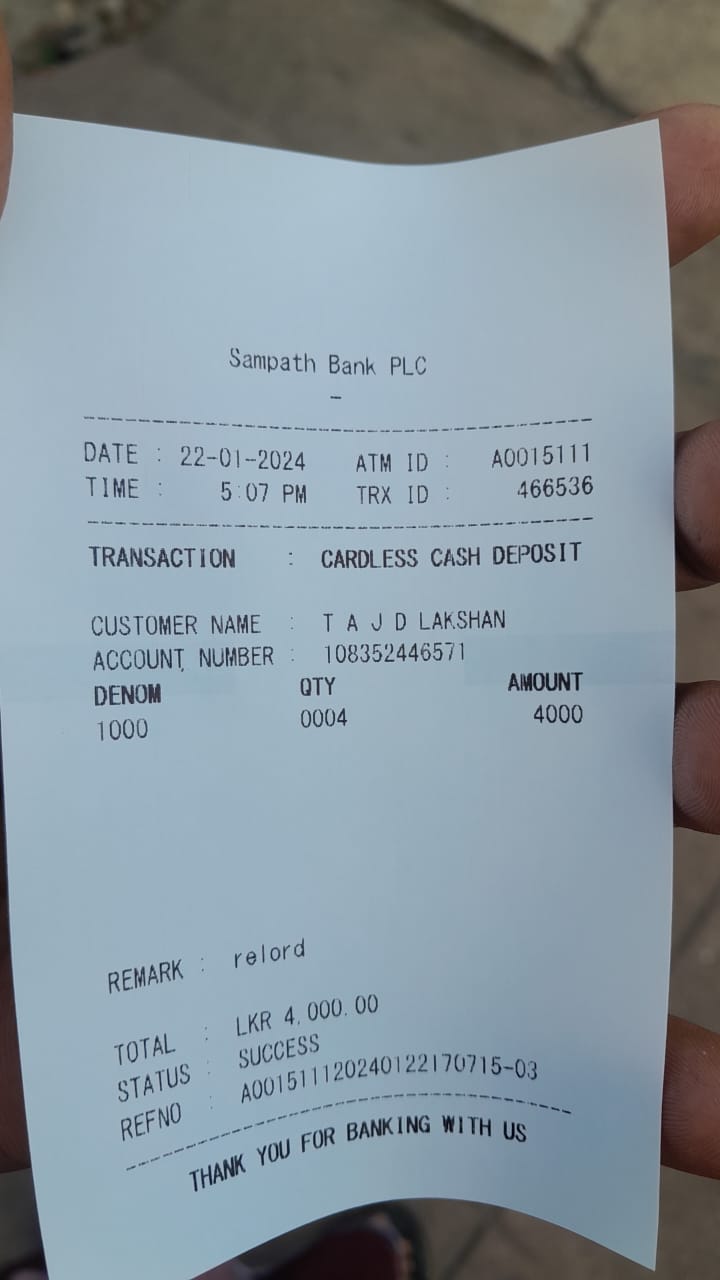 Sampath Bank PLC
-
DATE : 22-01-2024 ATM ID : A0015111
TIME : 5:07 PM TRX ID : 466536
TRANSACTION : CARDLESS CASH DEPOSIT
CUSTOMER NAME : T A J D LAKSHAN
ACCOUNT NUMBER : 108352446571
DENOM QTY AMOUNT
1000 0004 4000
REMARK : relord
TOTAL : LKR 4,000.00
STATUS : SUCCESS
REFNO : A001511120240122170715-03
THANK YOU FOR BANKING WITH US